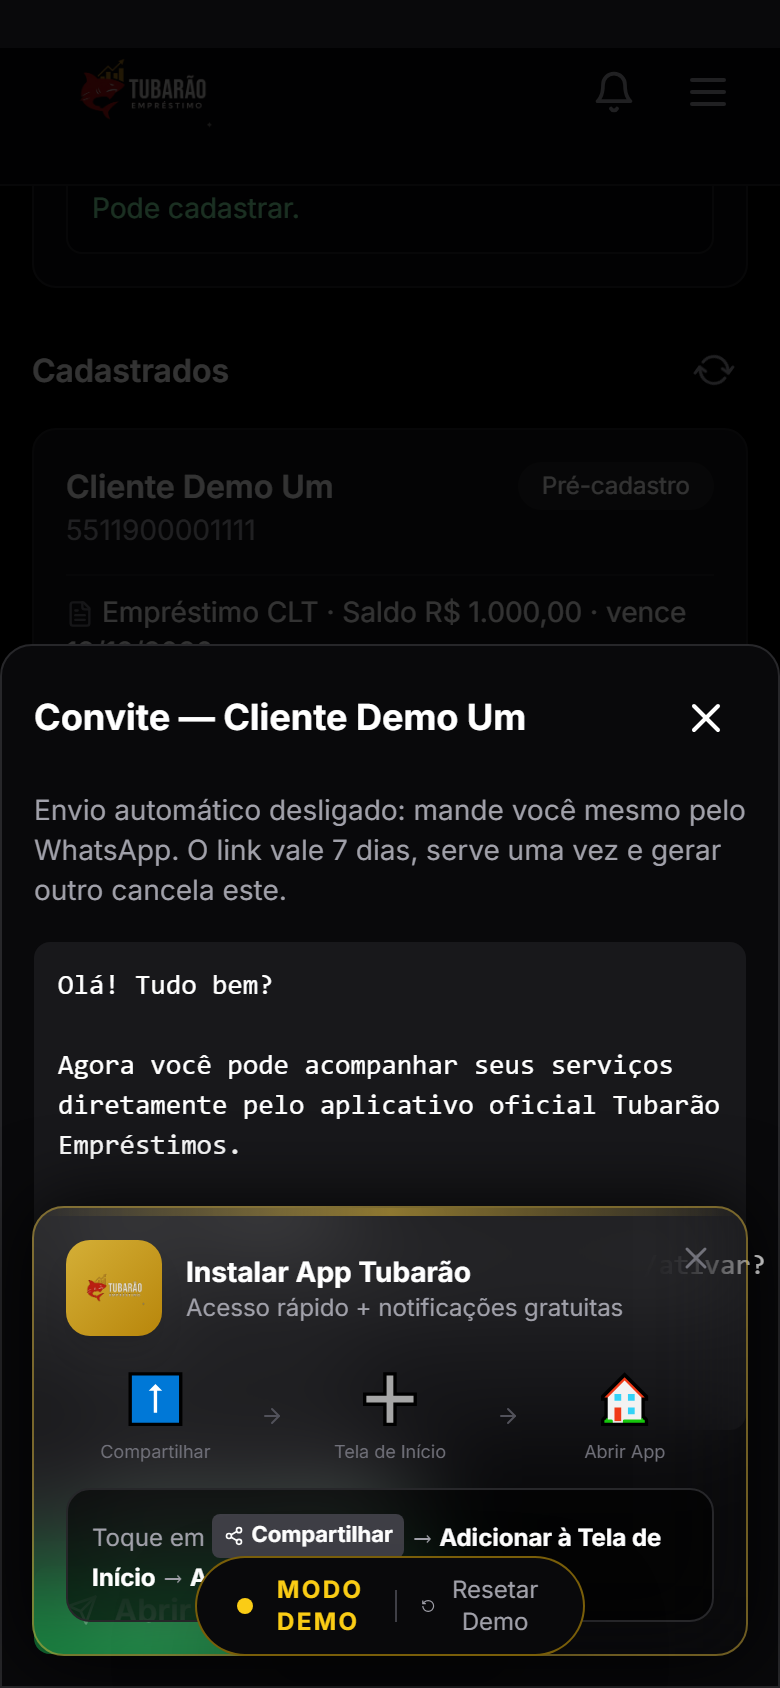 TUBARÃO
EMPRÉSTIMO
Pode cadastrar.
Cadastrados
Cliente Demo Um
Pré-cadastro
5511900001111
Empréstimo CLT · Saldo R$ 1.000,00 · vence
Convite — Cliente Demo Um
Envio automático desligado: mande você mesmo pelo
WhatsApp. O link vale 7 dias, serve uma vez e gerar
outro cancela este.
Olá! Tudo bem?
Agora você pode acompanhar seus serviços
diretamente pelo aplicativo oficial Tubarão
Empréstimos.
/ativar?
TUBARÃO
Instalar App Tubarão
Acesso rápido + notificações gratuitas
Compartilhar
Tela de Início
Abrir App
Toque em Compartilhar → Adicionar à Tela de
Início → A
Abrir
MODO
DEMO
Resetar
Demo